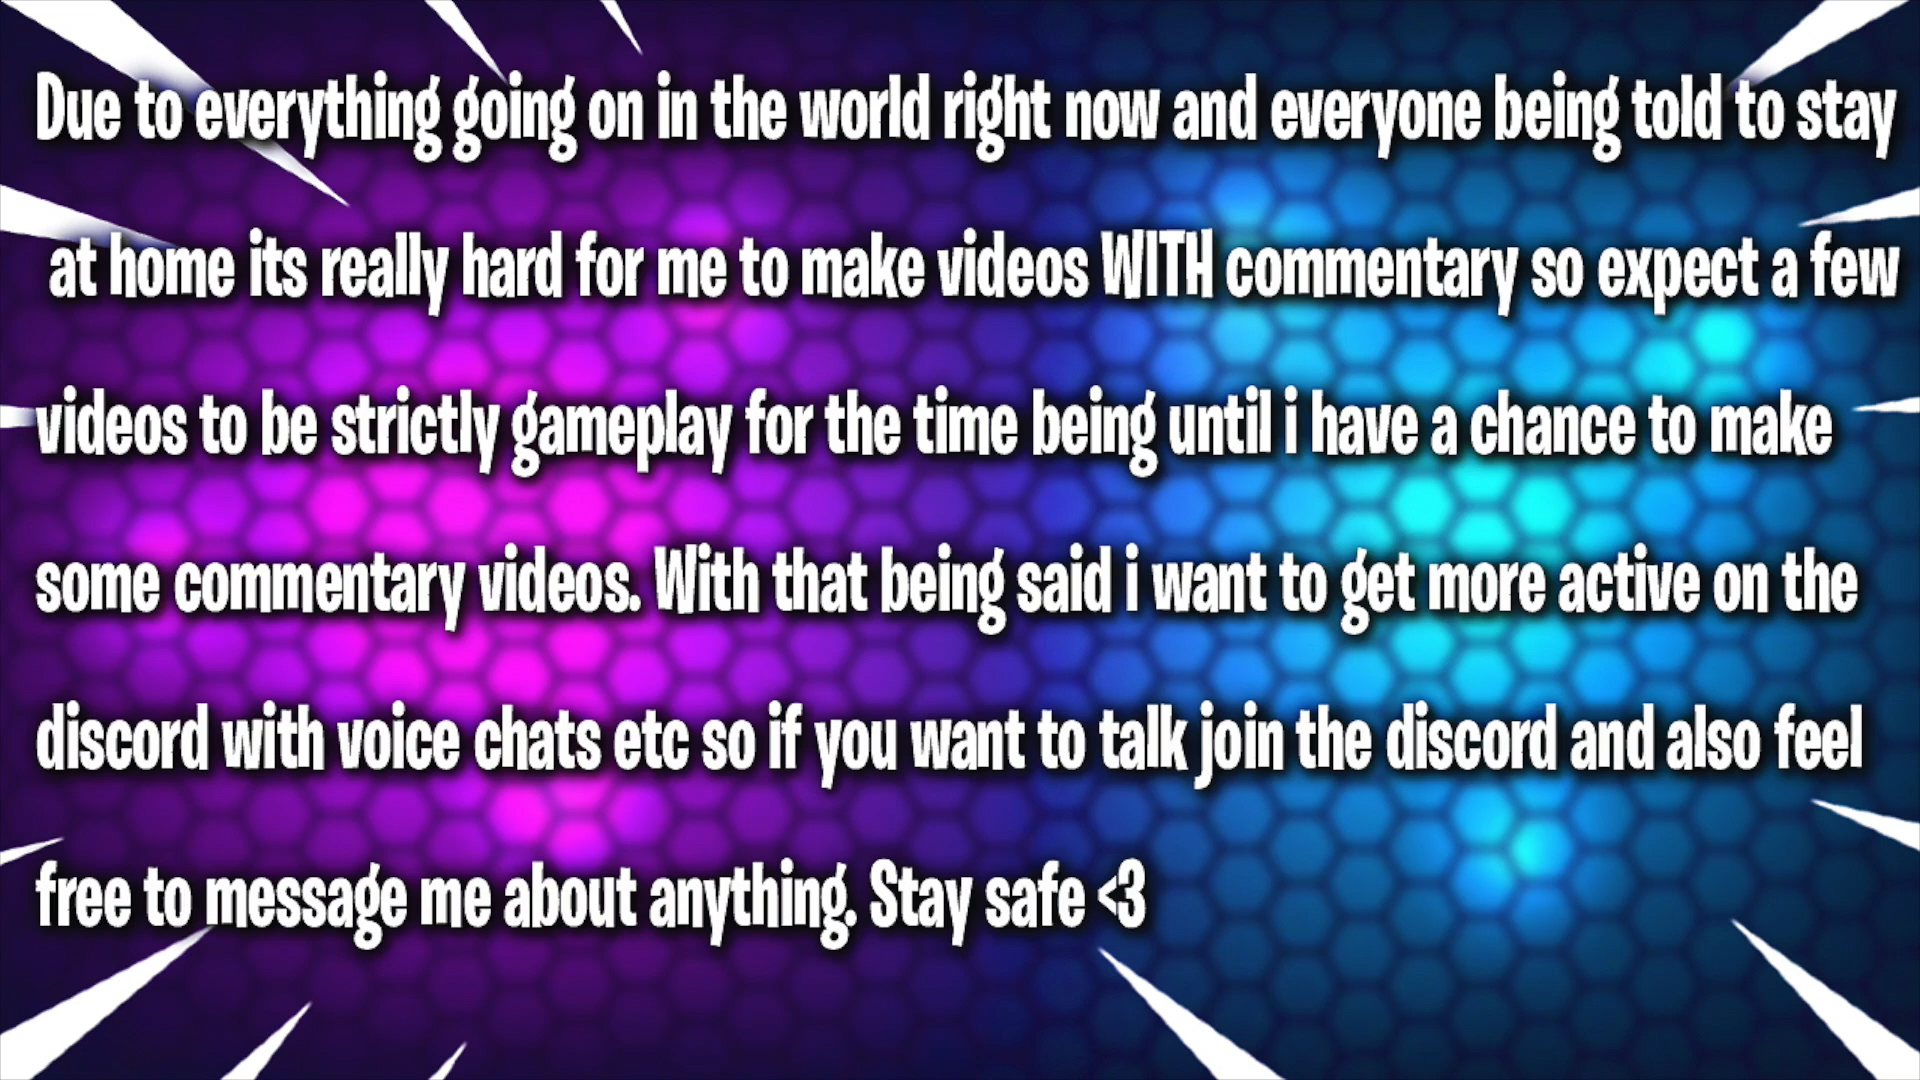 Due to everything going on in the world right now and everyone being told to stay
at home its really hard for me to make videos WITH commentary so expect a few
videos to be strictly gameplay for the time being until i have a chance to make
some commentary videos. With that being said i want to get more active on the
discord with voice chats etc so if you want to talk join the discord and also feel
free to message me about anything. Stay safe <3